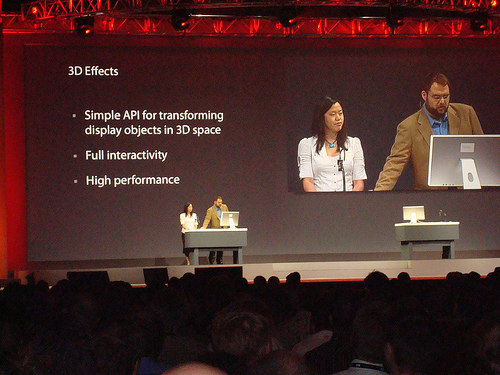 3D Effects
▪ Simple API for transforming
display objects in 3D space
▪ Full interactivity
▪ High performance